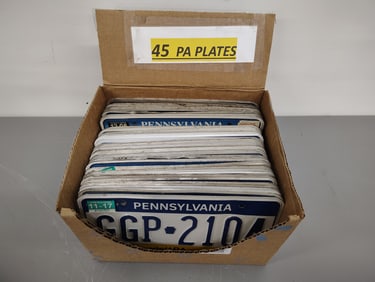 45 PA PLATES
PENNSYLVANIA
PENNSYLVANIA
11-17
GGP 2104